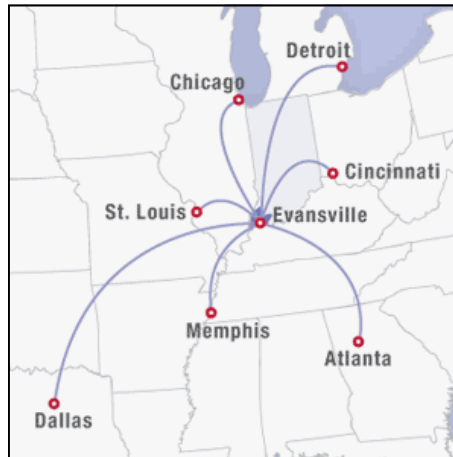 Detroit
Chicago
Cincinnati
St. Louis
Evansville
Memphis
Atlanta
Dallas